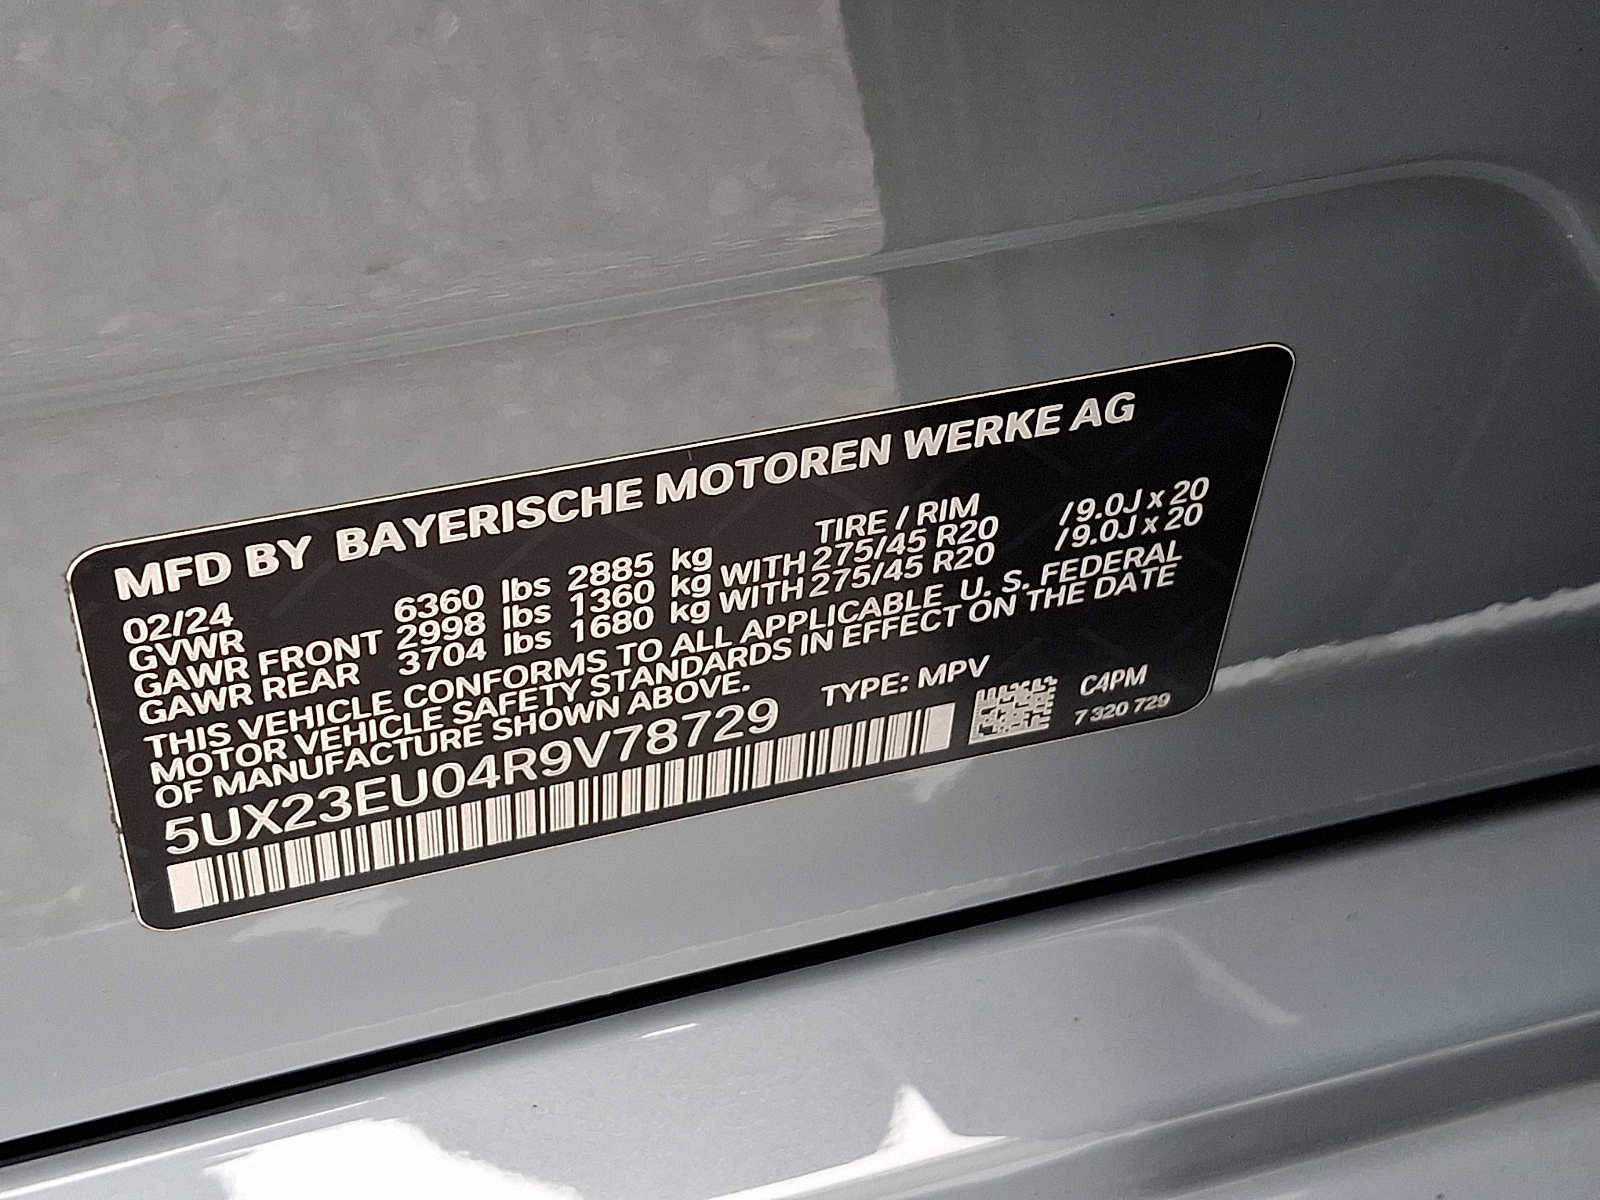 MFD BY BAYERISCHE MOTOREN WERKE AG
02/24 TIRE / RIM
GVWR 6360 lbs 2885 kg
GAWR FRONT 2998 lbs 1360 kg WITH 275/45 R20 /9.0J x 20
GAWR REAR 3704 lbs 1680 kg WITH 275/45 R20 /9.0J x 20
THIS VEHICLE CONFORMS TO ALL APPLICABLE U. S. FEDERAL
MOTOR VEHICLE SAFETY STANDARDS IN EFFECT ON THE DATE
OF MANUFACTURE SHOWN ABOVE.
5UX23EU04R9V78729 TYPE: MPV
C4PM
7 320 729